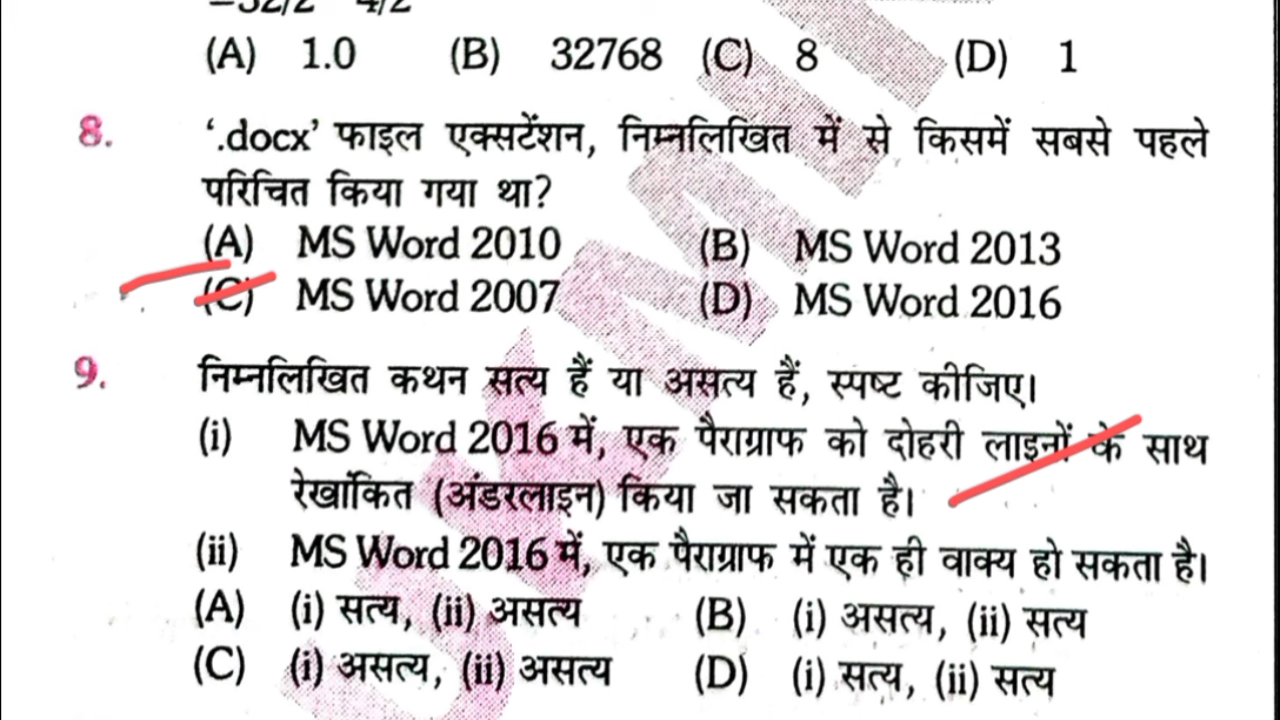 (A) 1.0 (B) 32768 (C) 8 (D) 1
8. '.docx' फाइल एक्सटेंशन, निम्नलिखित में से किसमें सबसे पहले
परिचित किया गया था?
(A) MS Word 2010 (B) MS Word 2013
(C) MS Word 2007 (D) MS Word 2016
9. निम्नलिखित कथन सत्य हैं या असत्य हैं, स्पष्ट कीजिए।
(i) MS Word 2016 में, एक पैराग्राफ को दोहरी लाइनों के साथ
रेखांकित (अंडरलाइन) किया जा सकता है।
(ii) MS Word 2016 में, एक पैराग्राफ में एक ही वाक्य हो सकता है।
(A) (i) सत्य, (ii) असत्य (B) (i) असत्य, (ii) सत्य
(C) (i) असत्य, (ii) असत्य (D) (i) सत्य, (ii) सत्य